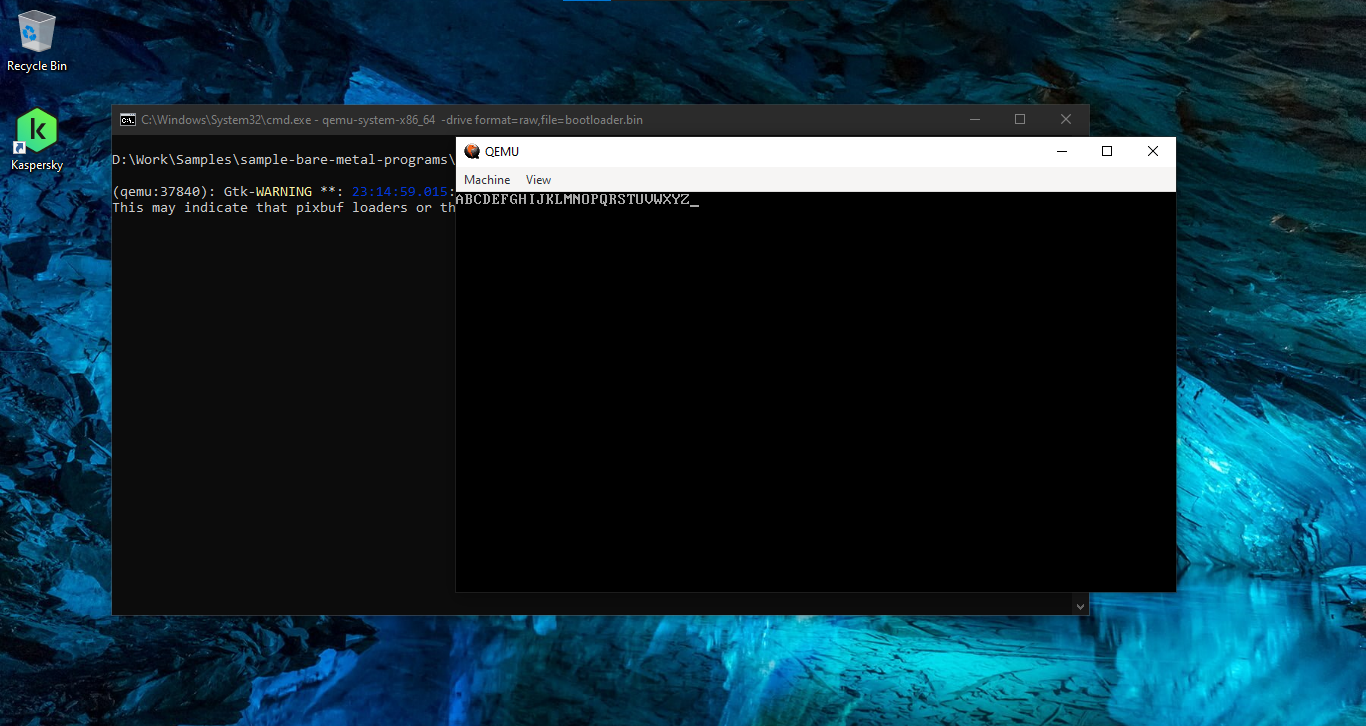 Recycle Bin
Kaspersky
C:\Windows\System32\cmd.exe - qemu-system-x86_64  -drive format=raw,file=bootloader.bin
D:\Work\Samples\sample-bare-metal-programs\
(qemu:37840): Gtk-WARNING **: 23:14:59.015:
This may indicate that pixbuf loaders or th
QEMU
Machine View
ABCDEFGHIJKLMNOPQRSTUVWXYZ_